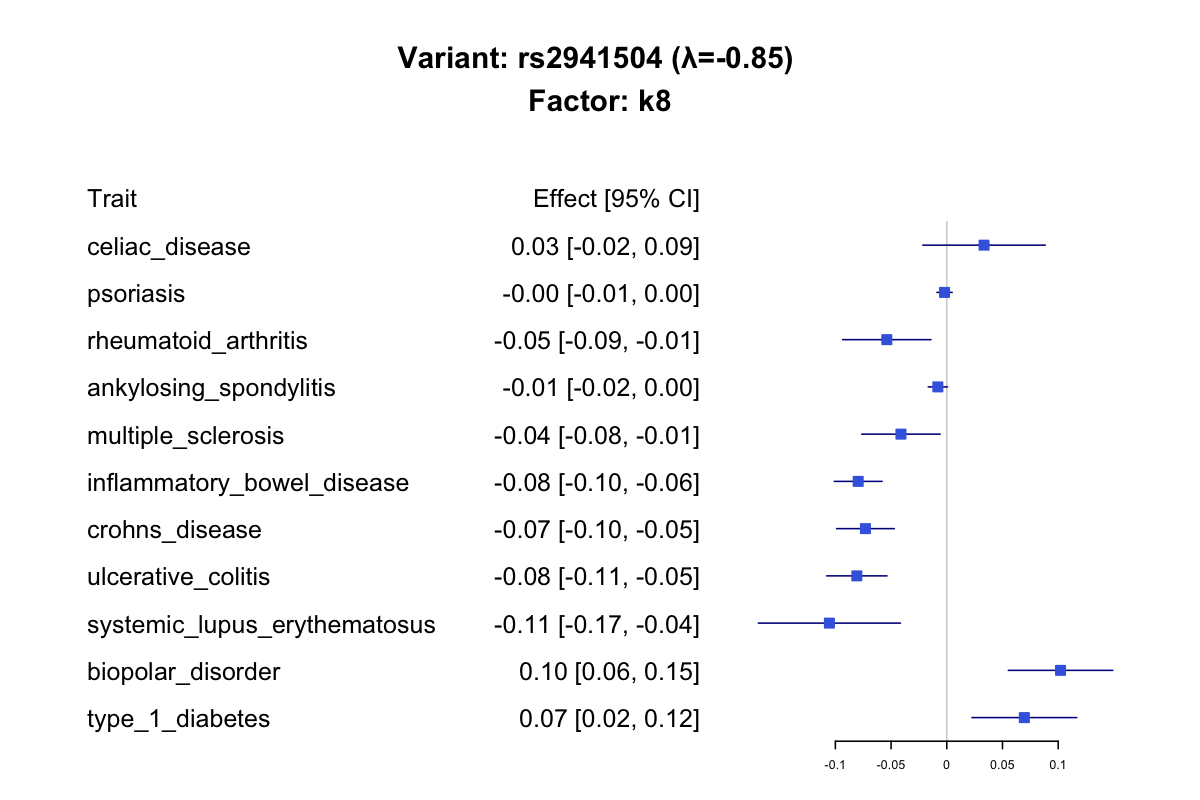 Variant: rs2941504 (λ=-0.85)
Factor: k8
Trait Effect [95% CI]
celiac_disease 0.03 [-0.02, 0.09]
psoriasis -0.00 [-0.01, 0.00]
rheumatoid_arthritis -0.05 [-0.09, -0.01]
ankylosing_spondylitis -0.01 [-0.02, 0.00]
multiple_sclerosis -0.04 [-0.08, -0.01]
inflammatory_bowel_disease -0.08 [-0.10, -0.06]
crohns_disease -0.07 [-0.10, -0.05]
ulcerative_colitis -0.08 [-0.11, -0.05]
systemic_lupus_erythematosus -0.11 [-0.17, -0.04]
biopolar_disorder 0.10 [0.06, 0.15]
type_1_diabetes 0.07 [0.02, 0.12]
-0.1 -0.05 0 0.05 0.1